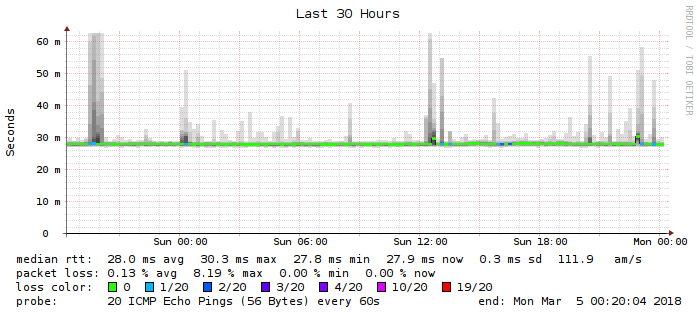 Last 30 Hours
RRDTOOL / TOBI OETIKER
Seconds
60 m
50 m
40 m
30 m
20 m
10 m
0
Sun 00:00 Sun 06:00 Sun 12:00 Sun 18:00 Mon 00:00
median rtt: 28.0 ms avg 30.3 ms max 27.8 ms min 27.9 ms now 0.3 ms sd 111.9 am/s
packet loss: 0.13 % avg 8.19 % max 0.00 % min 0.00 % now
loss color: 0 1/20 2/20 3/20 4/20 10/20 19/20
probe: 20 ICMP Echo Pings (56 Bytes) every 60s end: Mon Mar 5 00:20:04 2018